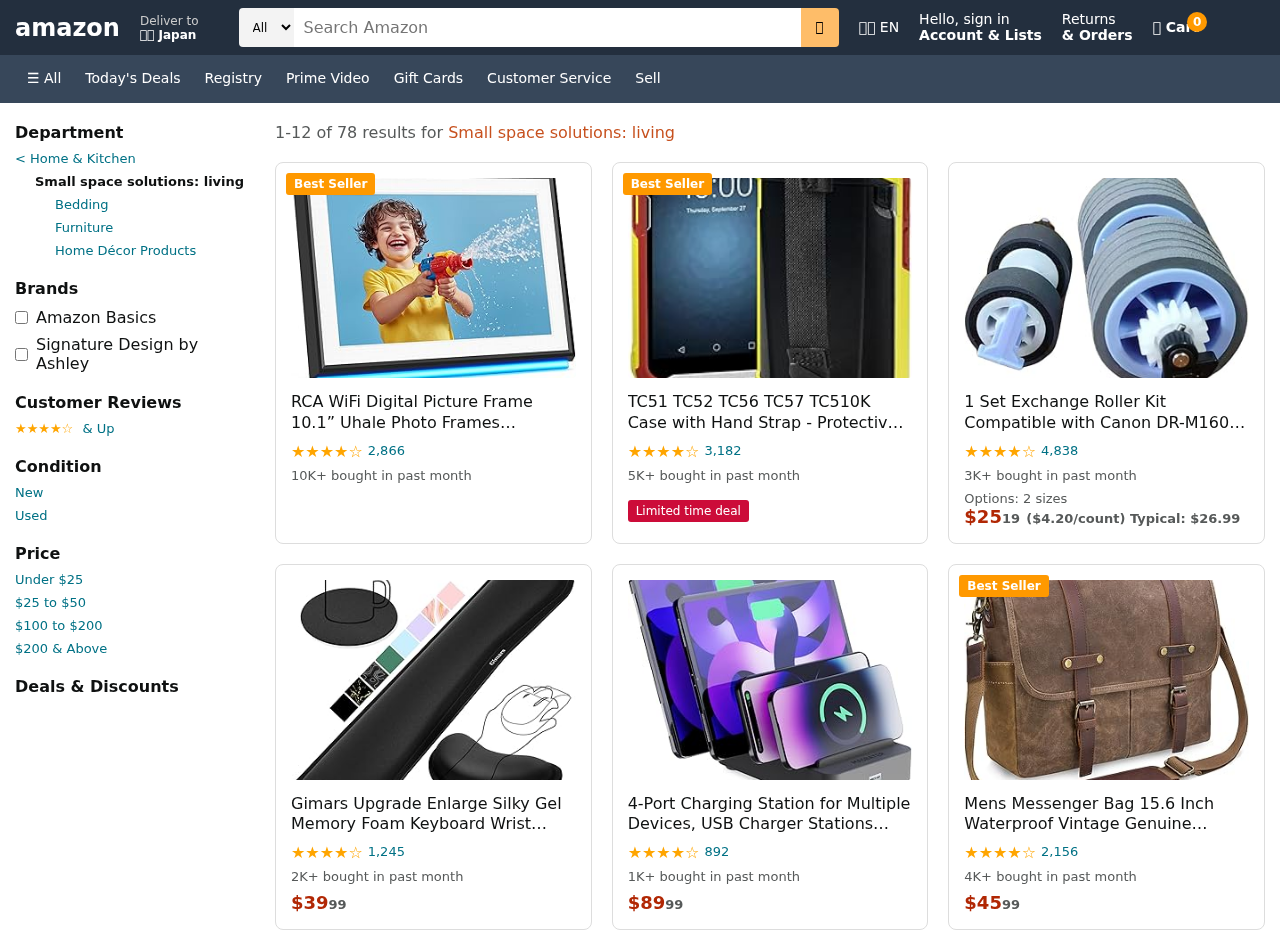 amazon
Deliver to
Japan
All
Search Amazon
EN
Hello, sign in
Account & Lists
Returns
& Orders
0
☰ All
Today's Deals
Registry
Prime Video
Gift Cards
Customer Service
Sell
Department
< Home & Kitchen
Small space solutions: living
Bedding
Furniture
Home Décor Products
Brands
Amazon Basics
Signature Design by
Ashley
Customer Reviews
★★★★☆ & Up
Condition
New
Used
Price
Under $25
$25 to $50
$100 to $200
$200 & Above
Deals & Discounts
1-12 of 78 results for Small space solutions: living
Best Seller
RCA WiFi Digital Picture Frame
10.1” Uhale Photo Frames…
★★★★☆ 2,866
10K+ bought in past month
Best Seller
Thursday, September 27
TC51 TC52 TC56 TC57 TC510K
Case with Hand Strap - Protectiv…
★★★★☆ 3,182
5K+ bought in past month
Limited time deal
1 Set Exchange Roller Kit
Compatible with Canon DR-M160…
★★★★☆ 4,838
3K+ bought in past month
Options: 2 sizes
$2519 ($4.20/count) Typical: $26.99
Gimars
Gimars Upgrade Enlarge Silky Gel
Memory Foam Keyboard Wrist…
★★★★☆ 1,245
2K+ bought in past month
$3999
4-Port Charging Station for Multiple
Devices, USB Charger Stations…
★★★★☆ 892
1K+ bought in past month
$8999
Best Seller
Mens Messenger Bag 15.6 Inch
Waterproof Vintage Genuine…
★★★★☆ 2,156
4K+ bought in past month
$4599